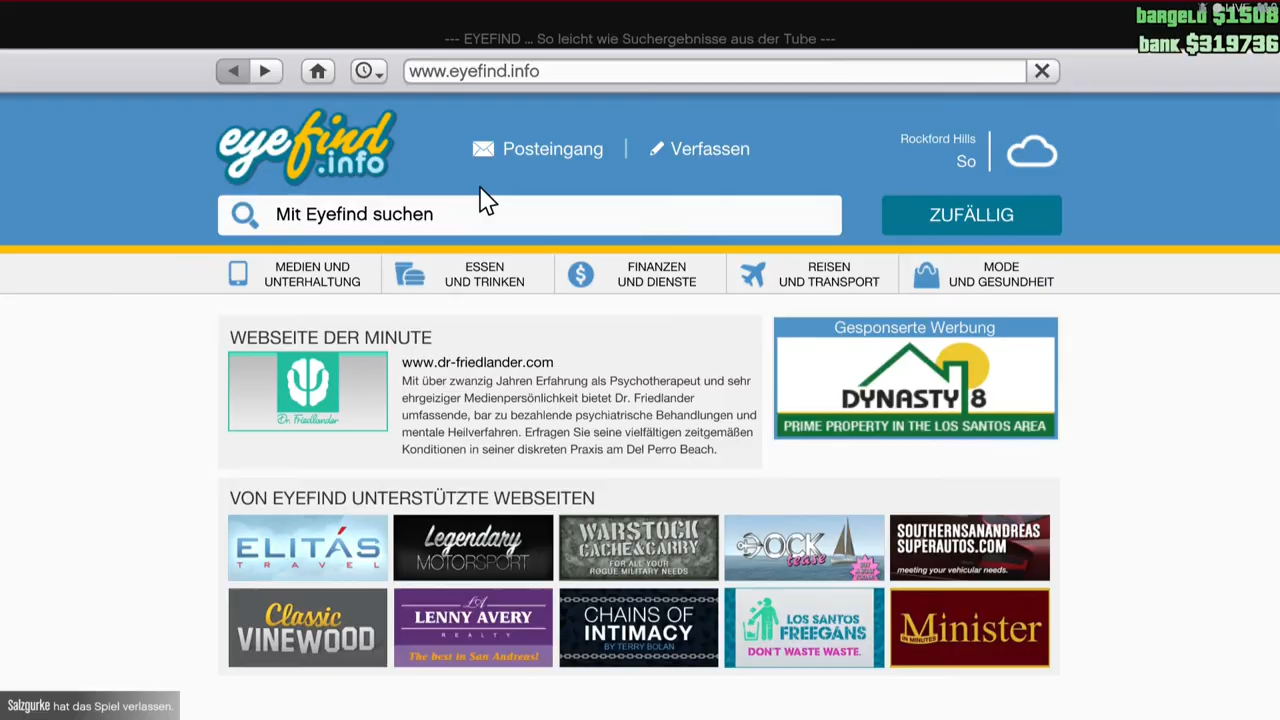 LIVE
bargeld $1508
--- EYEFIND ... So leicht wie Suchergebnisse aus der Tube ---
bank $319736
www.eyefind.info
eyefind.info
Posteingang
Verfassen
Rockford Hills
So
Mit Eyefind suchen
ZUFÄLLIG
MEDIEN UND
UNTERHALTUNG
ESSEN
UND TRINKEN
FINANZEN
UND DIENSTE
REISEN
UND TRANSPORT
MODE
UND GESUNDHEIT
WEBSEITE DER MINUTE
Dr. Friedlander
www.dr-friedlander.com
Mit über zwanzig Jahren Erfahrung als Psychotherapeut und sehr
ehrgeiziger Medienpersönlichkeit bietet Dr. Friedlander
umfassende, bar zu bezahlende psychiatrische Behandlungen und
mentale Heilverfahren. Erfragen Sie seine vielfältigen zeitgemäßen
Konditionen in seiner diskreten Praxis am Del Perro Beach.
Gesponserte Werbung
DYNASTY 8
PRIME PROPERTY IN THE LOS SANTOS AREA
VON EYEFIND UNTERSTÜTZTE WEBSEITEN
ELITÁS
TRAVEL
Legendary
MOTORSPORT
WARSTOCK
CACHE&CARRY
FOR ALL YOUR
ROGUE MILITARY NEEDS
DOCK
tease
SOUTHERNSANANDREAS
SUPERAUTOS.COM
meeting your vehicular needs.
Classic
VINEWOOD
LA
LENNY AVERY
REALTY
The best in San Andreas!
CHAINS OF
INTIMACY
BY TERRY BOLAN
LOS SANTOS
FREEGANS
DON'T WASTE WASTE.
Minister
IN MINUTES
Salzgurke hat das Spiel verlassen.